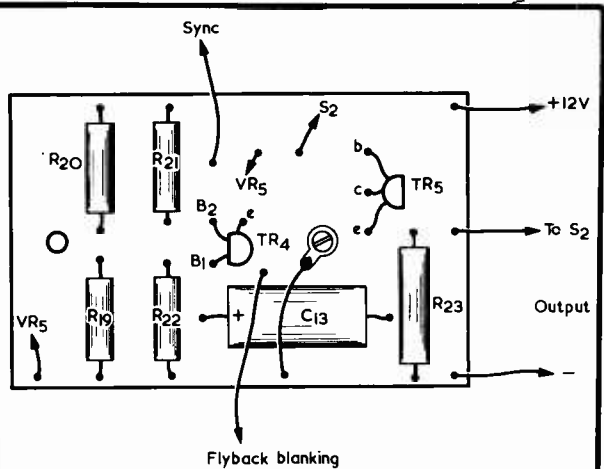 Sync
S2
+12V
R20
R21
VR5
b
c
TR5
e
B2
e
TR4
B1
To S2
R19
R22
+
C13
R23
Output
VR5
−
Flyback blanking